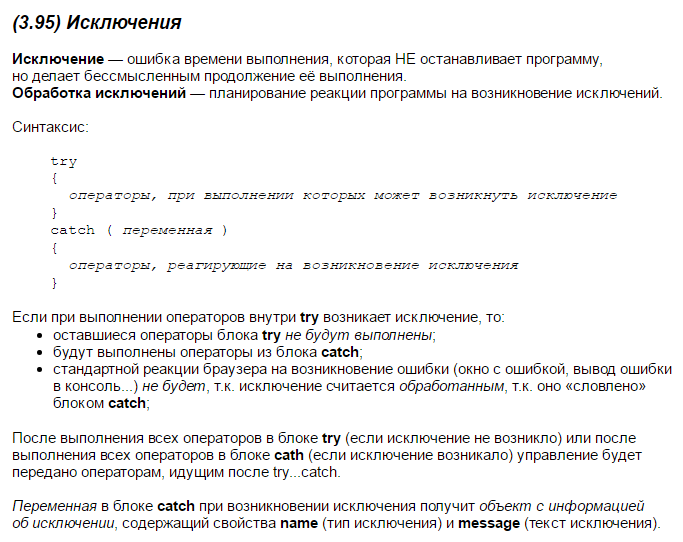 (3.95) Исключения
Исключение — ошибка времени выполнения, которая НЕ останавливает программу,
но делает бессмысленным продолжение её выполнения.
Обработка исключений — планирование реакции программы на возникновение исключений.
Синтаксис:
try
{
операторы, при выполнении которых может возникнуть исключение
}
catch ( переменная )
{
операторы, реагирующие на возникновение исключения
}
Если при выполнении операторов внутри try возникает исключение, то:
• оставшиеся операторы блока try не будут выполнены;
• будут выполнены операторы из блока catch;
• стандартной реакции браузера на возникновение ошибки (окно с ошибкой, вывод ошибки
в консоль...) не будет, т.к. исключение считается обработанным, т.к. оно «словлено»
блоком catch;
После выполнения всех операторов в блоке try (если исключение не возникло) или после
выполнения всех операторов в блоке cath (если исключение возникало) управление будет
передано операторам, идущим после try...catch.
Переменная в блоке catch при возникновении исключения получит объект с информацией
об исключении, содержащий свойства name (тип исключения) и message (текст исключения).